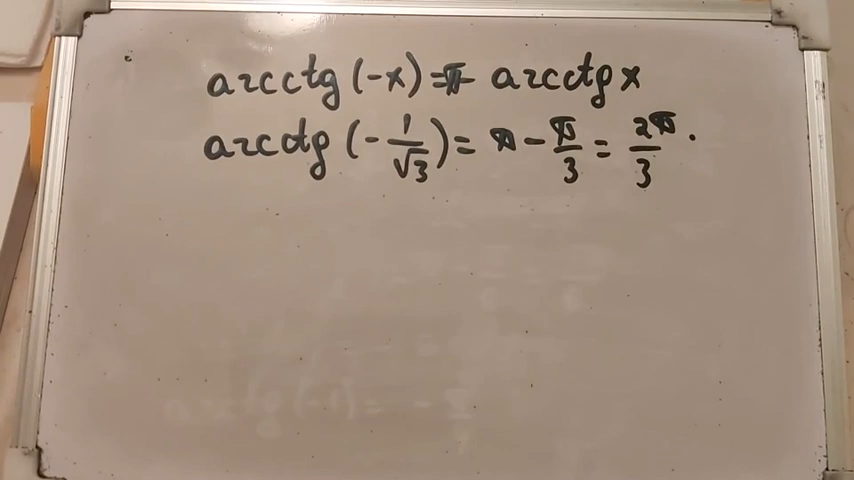 arcctg (-x) = π - arcctg x
arcctg (- 1/√3) = π - π/3 = 2π/3 .